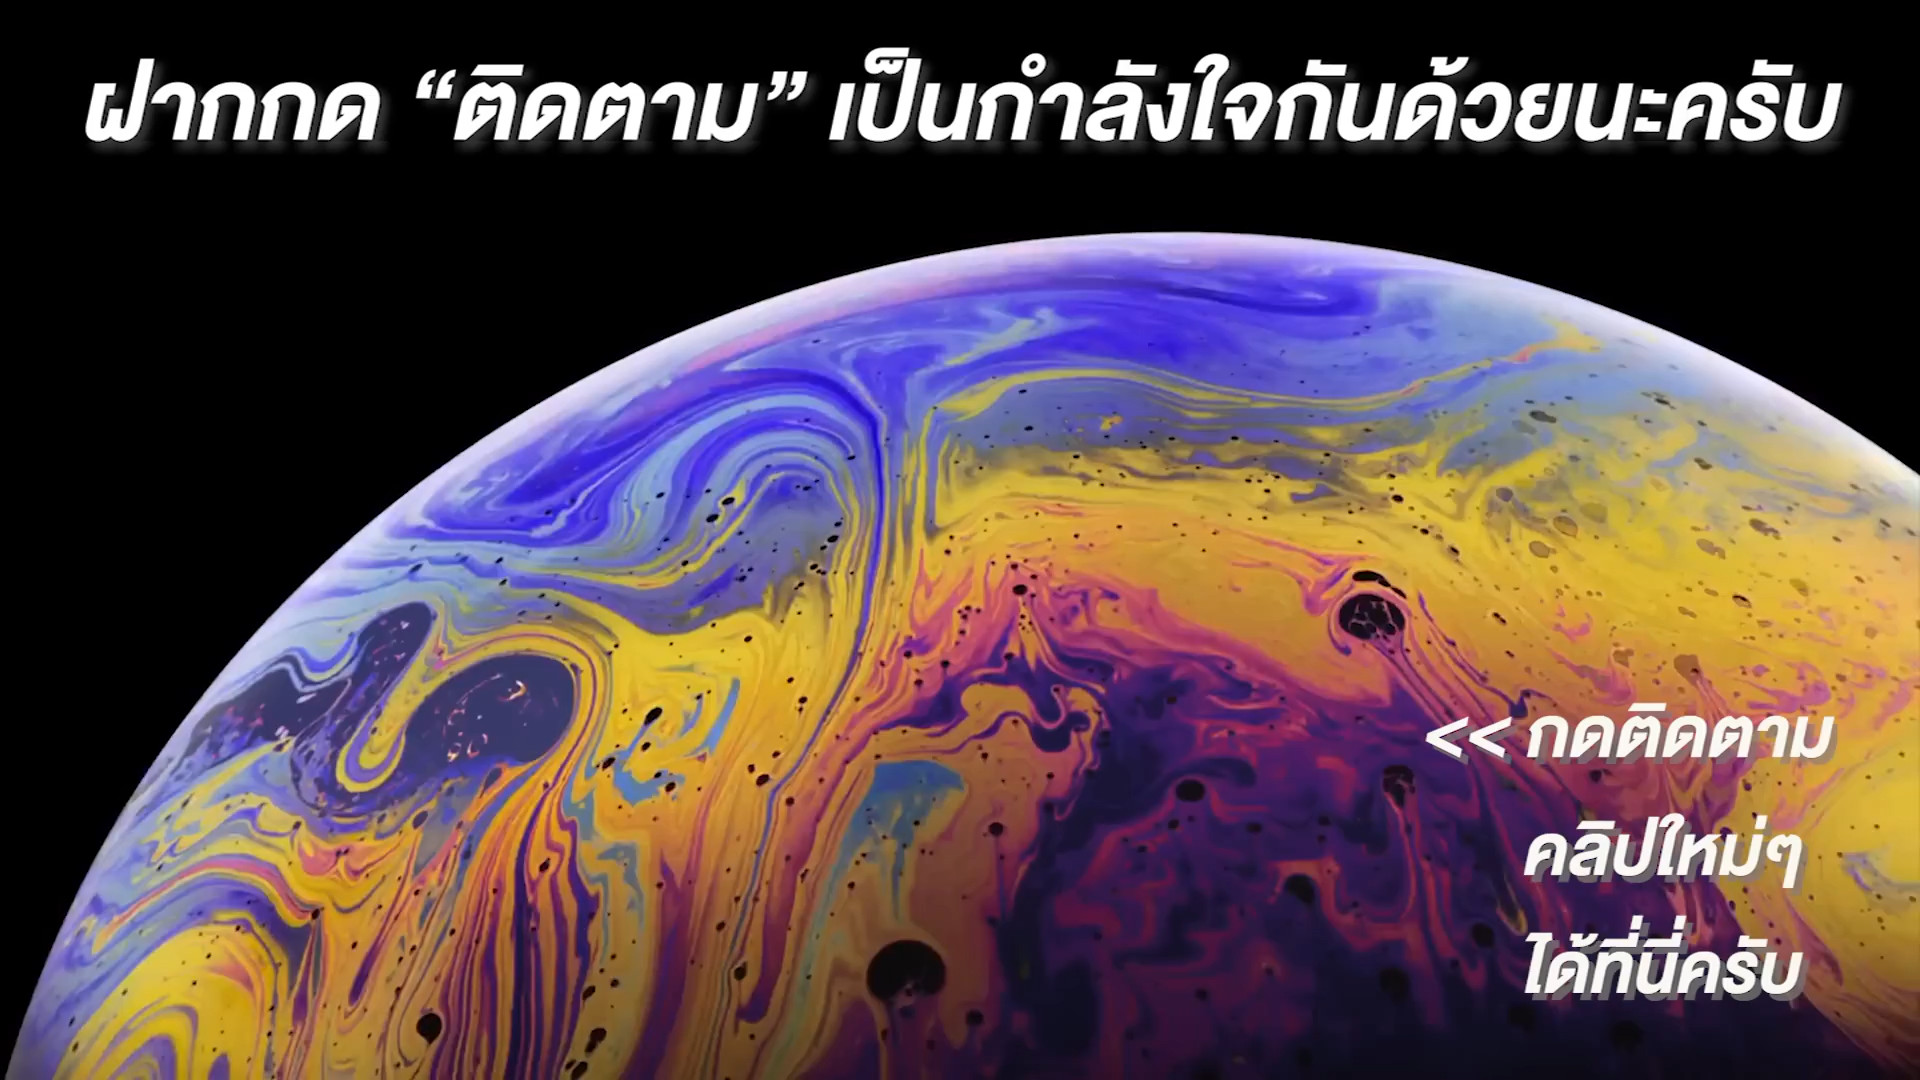 ฝากกด “ติดตาม” เป็นกำลังใจกันด้วยนะครับ
<< กดติดตาม
คลิปใหม่ๆ
ได้ที่นี่ครับ